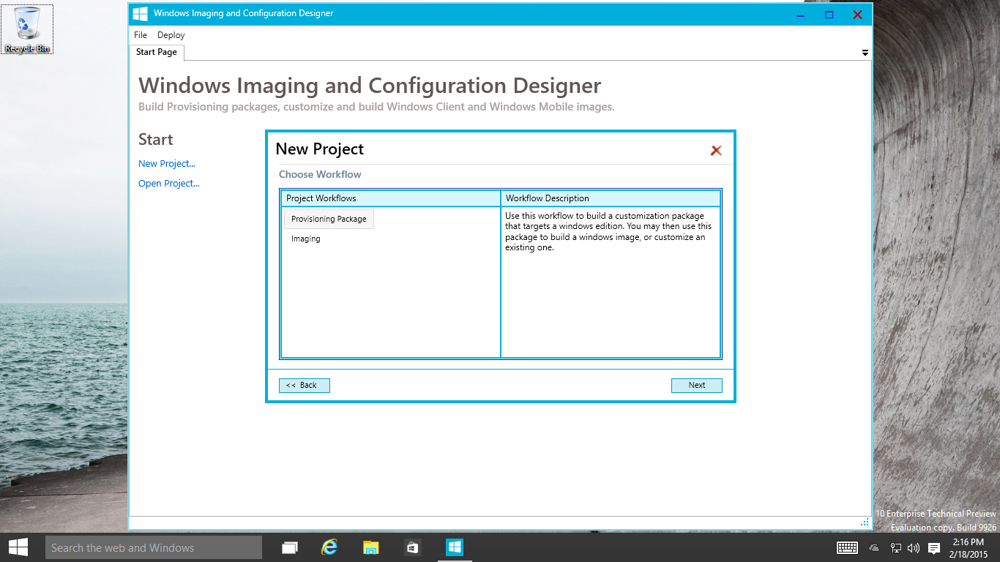 Recycle Bin
Windows Imaging and Configuration Designer
File Deploy
Start Page
Windows Imaging and Configuration Designer
Build Provisioning packages, customize and build Windows Client and Windows Mobile images.
Start
New Project...
Open Project...
New Project
Choose Workflow
Project Workflows
Provisioning Package
Imaging
Workflow Description
Use this workflow to build a customization package
that targets a windows edition. You may then use this
package to build a windows image, or customize an
existing one.
<< Back
Next
10 Enterprise Technical Preview
Evaluation copy. Build 9926
Search the web and Windows
2:16 PM
2/18/2015